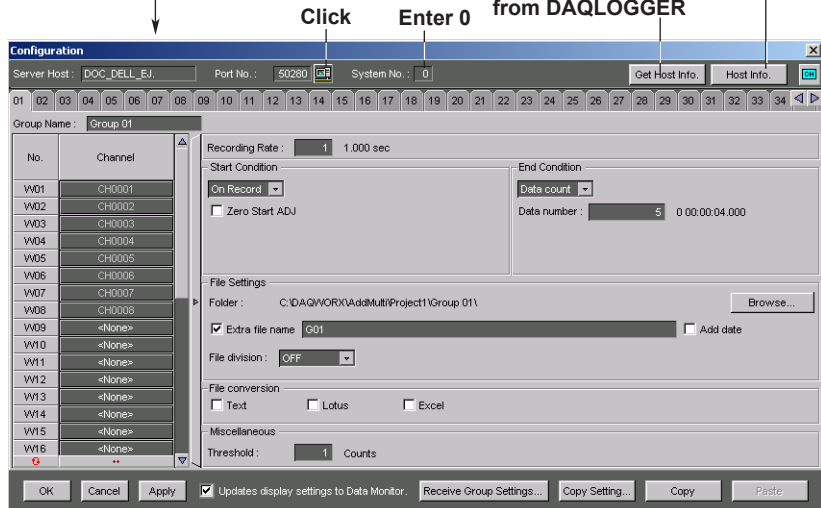 from DAQLOGGER
Click
Enter 0
Configuration
Server Host : DOC_DELL_EJ. Port No. : 50280 System No. : 0 Get Host Info. Host Info. CH
01 02 03 04 05 06 07 08 09 10 11 12 13 14 15 16 17 18 19 20 21 22 23 24 25 26 27 28 29 30 31 32 33 34
Group Name : Group 01
No. Channel
W01 CH0001
W02 CH0002
W03 CH0003
W04 CH0004
W05 CH0005
W06 CH0006
W07 CH0007
W08 CH0008
W09 <None>
W10 <None>
W11 <None>
W12 <None>
W13 <None>
W14 <None>
W15 <None>
W16 <None>
Recording Rate : 1 1.000 sec
Start Condition
On Record
Zero Start ADJ
End Condition
Data count
Data number : 5 0 00:00:04.000
File Settings
Folder : C:\DAQWORX\AddMulti\Project1\Group 01\ Browse...
Extra file name G01 Add date
File division : OFF
File conversion
Text Lotus Excel
Miscellaneous
Threshold : 1 Counts
OK Cancel Apply Updates display settings to Data Monitor. Receive Group Settings... Copy Setting... Copy Paste